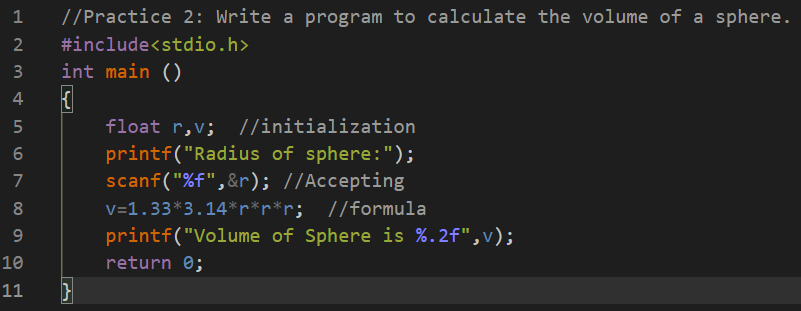 1 //Practice 2: Write a program to calculate the volume of a sphere.
2 #include<stdio.h>
3 int main ()
4 {
5     float r,v;  //initialization
6     printf("Radius of sphere:");
7     scanf("%f",&r); //Accepting
8     v=1.33*3.14*r*r*r;  //formula
9     printf("Volume of Sphere is %.2f",v);
10     return 0;
11 }